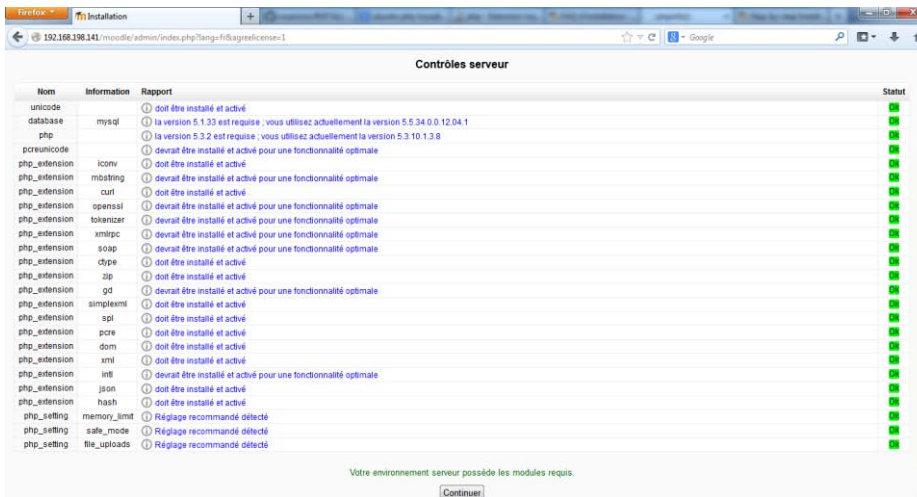 Firefox
Installation
192.168.198.141/moodle/admin/index.php?lang=fr&agreelicense=1
Google
Contrôles serveur
Nom Information Rapport Statut
unicode doit être installé et activé Ok
database mysql la version 5.1.33 est requise ; vous utilisez actuellement la version 5.5.34.0.0.12.04.1 Ok
php la version 5.3.2 est requise ; vous utilisez actuellement la version 5.3.10.1.3.8 Ok
pcreunicode devrait être installé et activé pour une fonctionnalité optimale Ok
php_extension iconv doit être installé et activé Ok
php_extension mbstring devrait être installé et activé pour une fonctionnalité optimale Ok
php_extension curl doit être installé et activé Ok
php_extension openssl devrait être installé et activé pour une fonctionnalité optimale Ok
php_extension tokenizer devrait être installé et activé pour une fonctionnalité optimale Ok
php_extension xmlrpc devrait être installé et activé pour une fonctionnalité optimale Ok
php_extension soap devrait être installé et activé pour une fonctionnalité optimale Ok
php_extension ctype doit être installé et activé Ok
php_extension zip doit être installé et activé Ok
php_extension gd devrait être installé et activé pour une fonctionnalité optimale Ok
php_extension simplexml doit être installé et activé Ok
php_extension spl doit être installé et activé Ok
php_extension pcre doit être installé et activé Ok
php_extension dom doit être installé et activé Ok
php_extension xml doit être installé et activé Ok
php_extension intl devrait être installé et activé pour une fonctionnalité optimale Ok
php_extension json doit être installé et activé Ok
php_extension hash doit être installé et activé Ok
php_setting memory_limit Réglage recommandé détecté Ok
php_setting safe_mode Réglage recommandé détecté Ok
php_setting file_uploads Réglage recommandé détecté Ok
Votre environnement serveur possède les modules requis.
Continuer